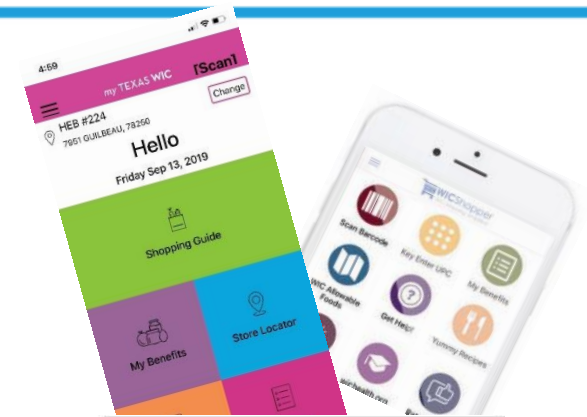 4:59
my TEXAS WIC
[Scan]
HEB #224
7951 GUILBEAU, 78250
Change
Hello
Friday Sep 13, 2019
Shopping Guide
My Benefits
Store Locator
WICShopper
Scan Barcode
Key Enter UPC
My Benefits
WIC Allowable
Foods
Get Help!
Yummy Recipes
wichealth.org